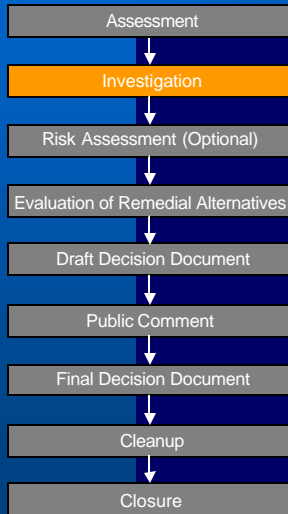 Assessment
Investigation
Risk Assessment (Optional)
Evaluation of Remedial Alternatives
Draft Decision Document
Public Comment
Final Decision Document
Cleanup
Closure